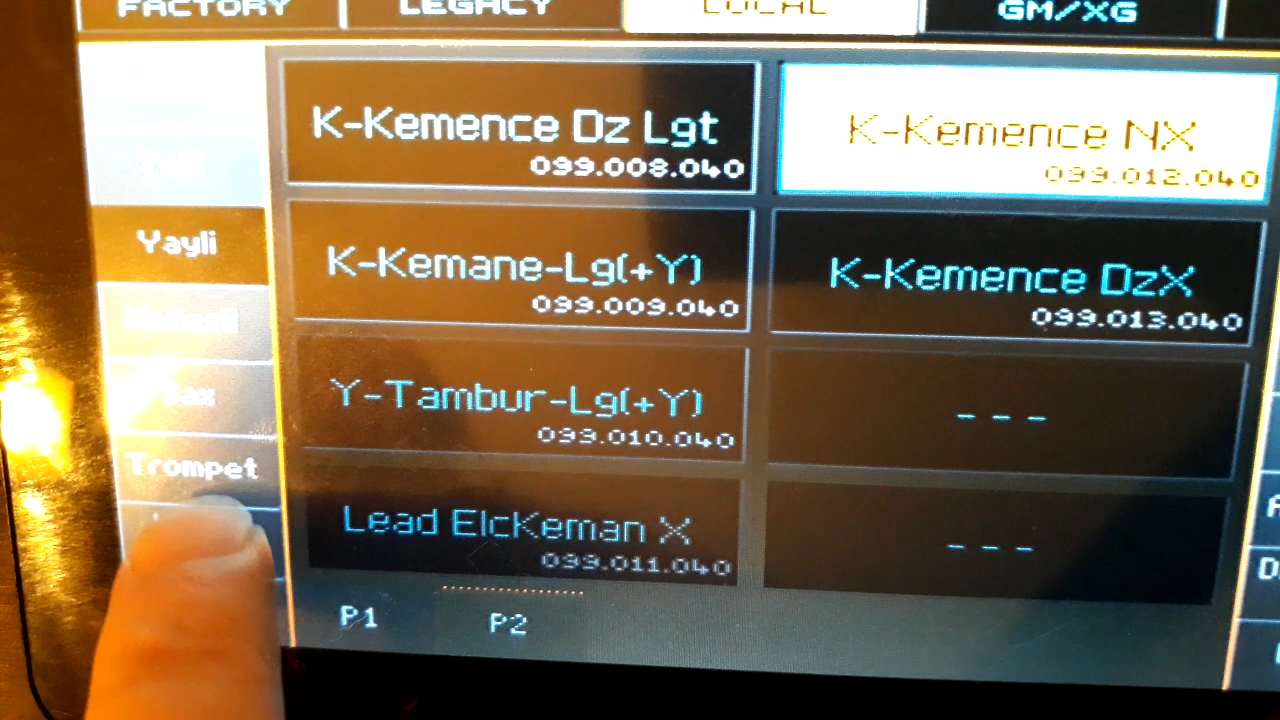 FACTORY
LEGACY
LOCAL
GM/XG
K-Kemence Dz Lgt
099.008.040
K-Kemence NX
099.012.040
Yayli
K-Kemane-Lg(+Y)
099.009.040
K-Kemence DzX
099.013.040
Sax
Y-Tambur-Lg(+Y)
099.010.040
- - -
Trompet
Lead ElcKeman X
099.011.040
- - -
P1
P2